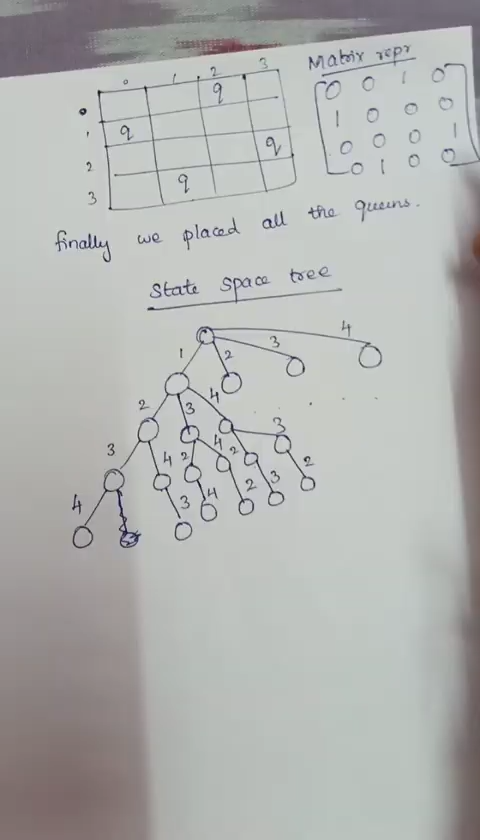 0 1 2 3
0 q
1 q
2 q
3 q
Matrix repr
0 0 1 0
1 0 0 0
0 0 0 1
0 1 0 0
finally we placed all the queens.
State space tree
1 2 3 4
2 3 4
3 4 2 4 2 3
4 3 4 2 3 2